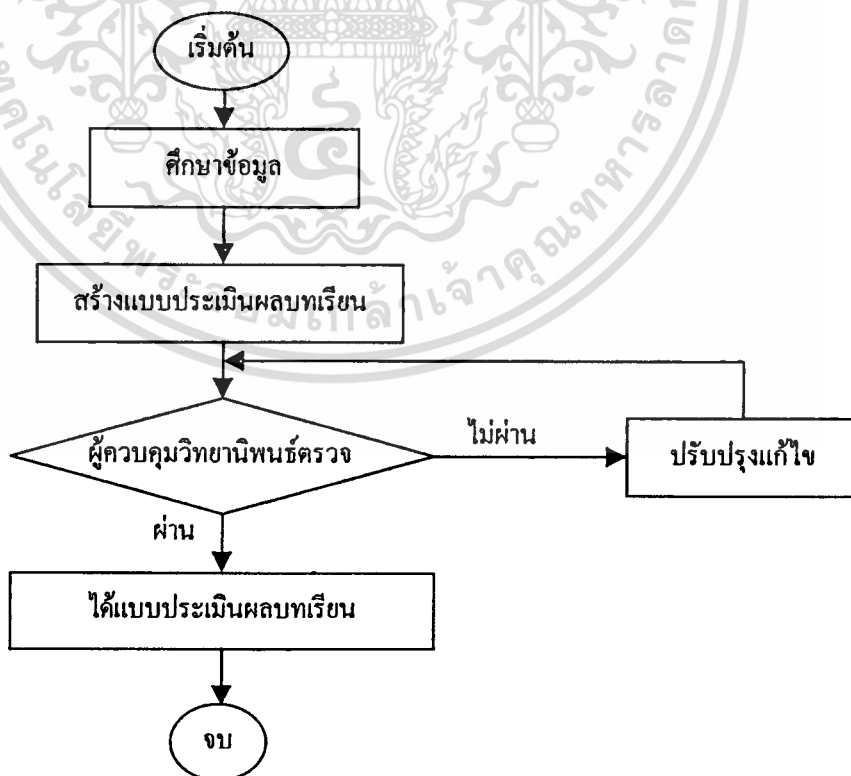 เริ่มต้น
ศึกษาข้อมูล
สร้างแบบประเมินผลบทเรียน
ผู้ควบคุมวิทยานิพนธ์ตรวจ
ไม่ผ่าน
ปรับปรุงแก้ไข
ผ่าน
ได้แบบประเมินผลบทเรียน
จบ